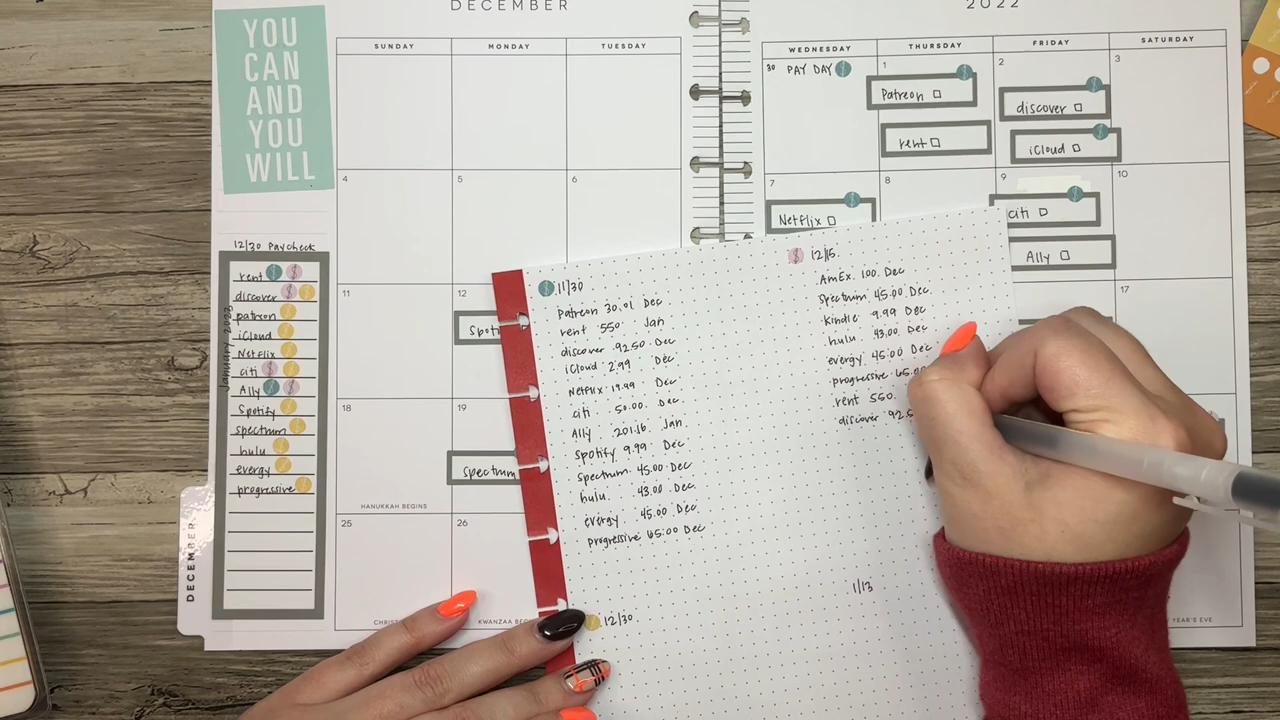 DECEMBER
2022
YOU
CAN
AND
YOU
WILL
SUNDAY MONDAY TUESDAY
WEDNESDAY THURSDAY FRIDAY SATURDAY
30 PAY DAY
1
Patreon
rent
2
discover
iCloud
3
4 5 6
7
Netflix
8
9
citi
Ally
10
11 12
17
18 19
spectrum
HANUKKAH BEGINS
25 26
YEAR'S EVE
DECEMBER
12/30 Paycheck
January 2023
rent
discover
patreon
iCloud
Netflix
citi
Ally
Spotify
spectrum
hulu
evergy
progressive
11/30
Patreon 30.01 Dec
rent 550 Jan
discover 92.50 Dec
iCloud 2.99 Dec
Netflix 19.99 Dec
citi 50.00 Dec
Ally 201.16 Jan
Spotify 9.99 Dec
Spectrum 45.00 Dec
hulu 43.00 Dec
evergy 45.00 Dec
progressive 65.00 Dec
12/15
AmEx 100. Dec
Spectrum 45.00 Dec
Kindle 9.99 Dec
hulu 43.00 Dec
evergy 45.00 Dec
progressive
rent 550.
discover
12/30
1/13